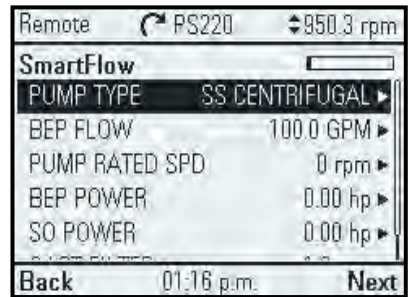 Remote PS220 950.3 rpm
SmartFlow
PUMP TYPE SS CENTRIFUGAL
BEP FLOW 100.0 GPM
PUMP RATED SPD 0 rpm
BEP POWER 0.00 hp
SO POWER 0.00 hp
Back 01:16 p.m. Next